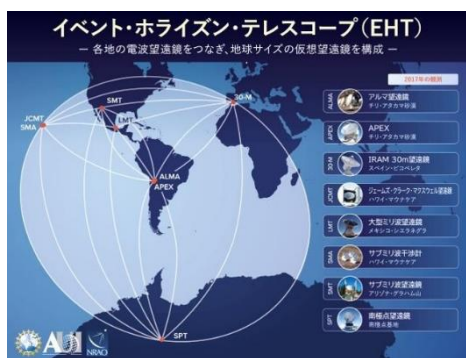 イベント・ホライズン・テレスコープ(EHT)
— 各地の電波望遠鏡をつなぎ、地球サイズの仮想望遠鏡を構成 —
2017年の観測
SMT
30-M
JCMT
SMA
LMT
ALMA
APEX
SPT
ALMA
アルマ望遠鏡
チリ・アタカマ砂漠
APEX
APEX
チリ・アタカマ砂漠
30-M
IRAM 30m望遠鏡
スペイン・ピコベレタ
JCMT
ジェームズ・クラーク・マクスウェル望遠鏡
ハワイ・マウナケア
LMT
大型ミリ波望遠鏡
メキシコ・シエラネグラ
SMA
サブミリ波干渉計
ハワイ・マウナケア
SMT
サブミリ波望遠鏡
アリゾナ・グラハム山
SPT
南極点望遠鏡
南極点基地
AUI
NRAO